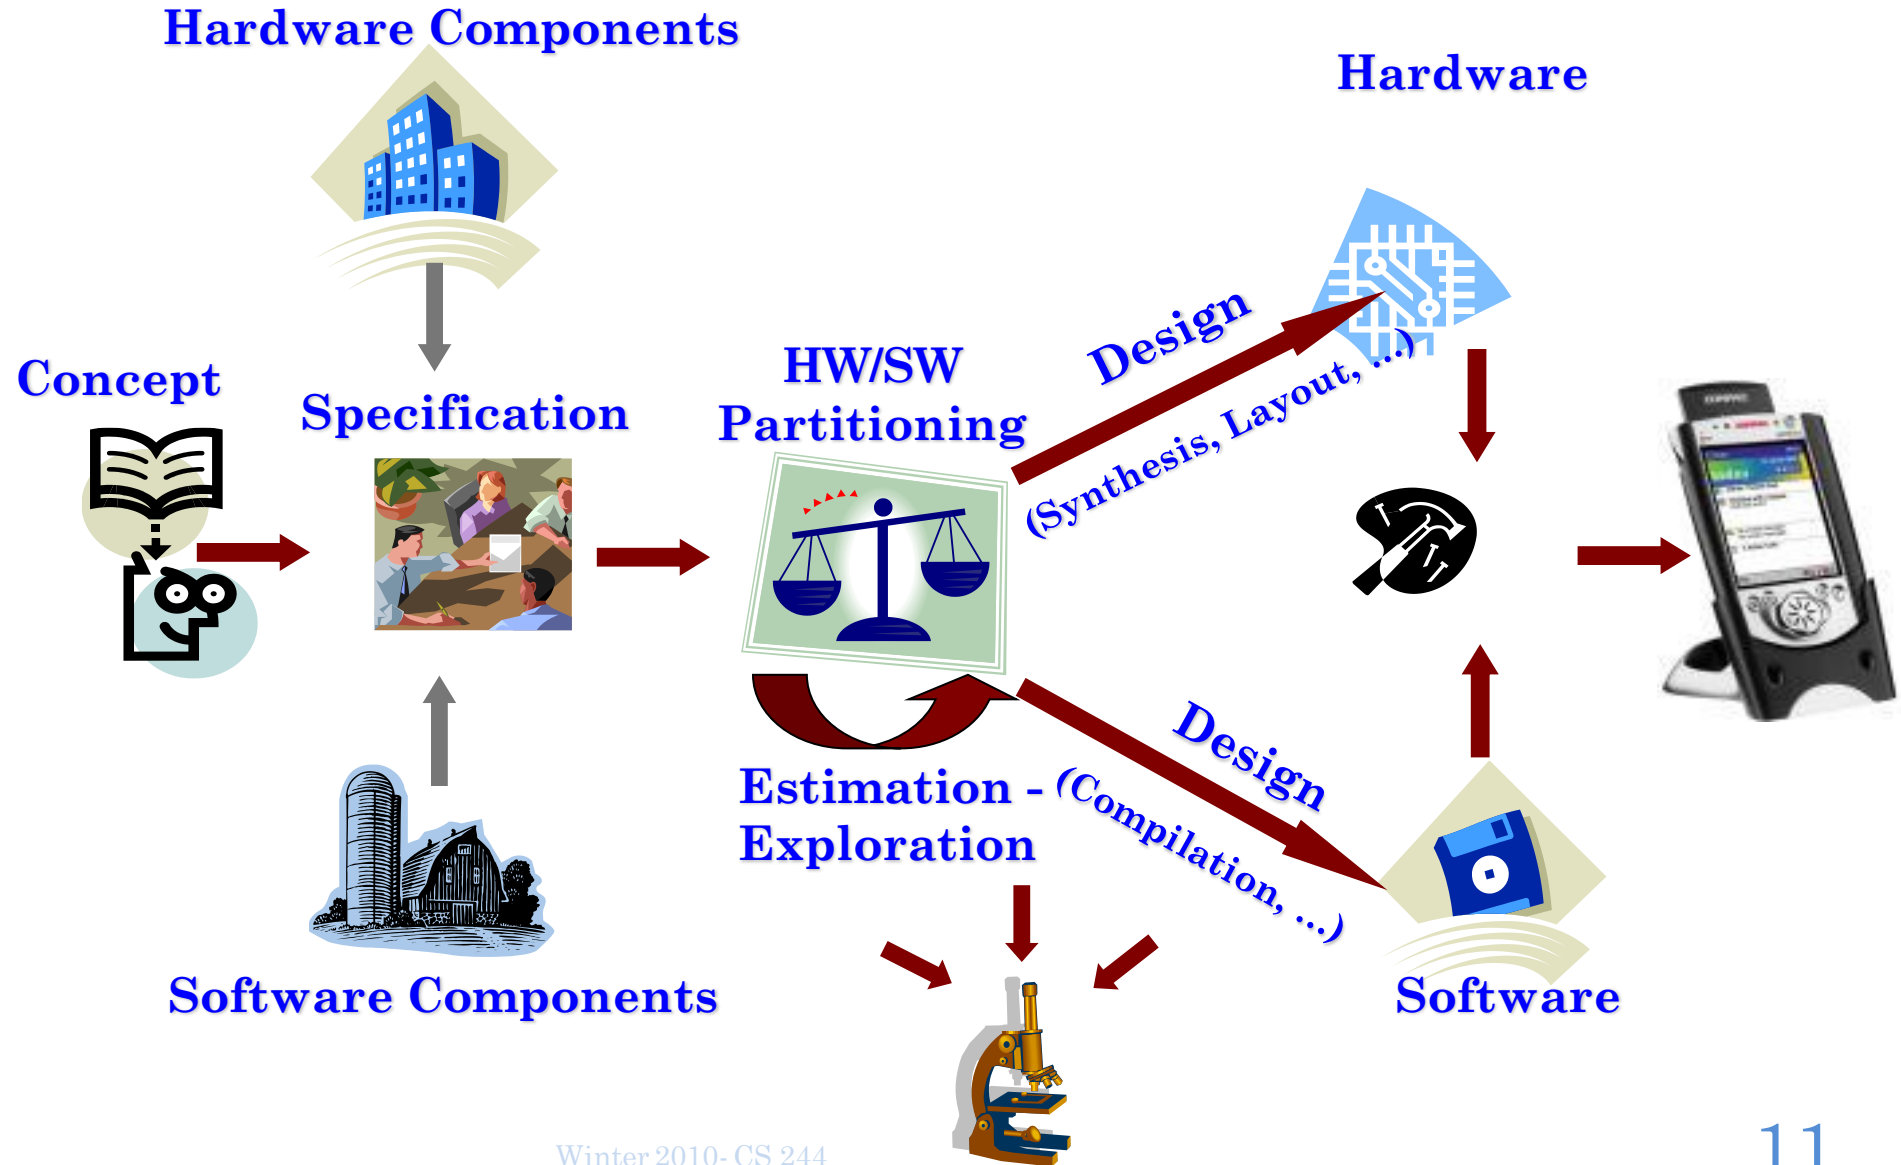 Hardware Components
Hardware
Concept
Specification
HW/SW
Partitioning
Design
(Synthesis, Layout, ...)
Design
(Compilation, ...)
Estimation -
Exploration
Software Components
Software
Winter 2010- CS 244
11